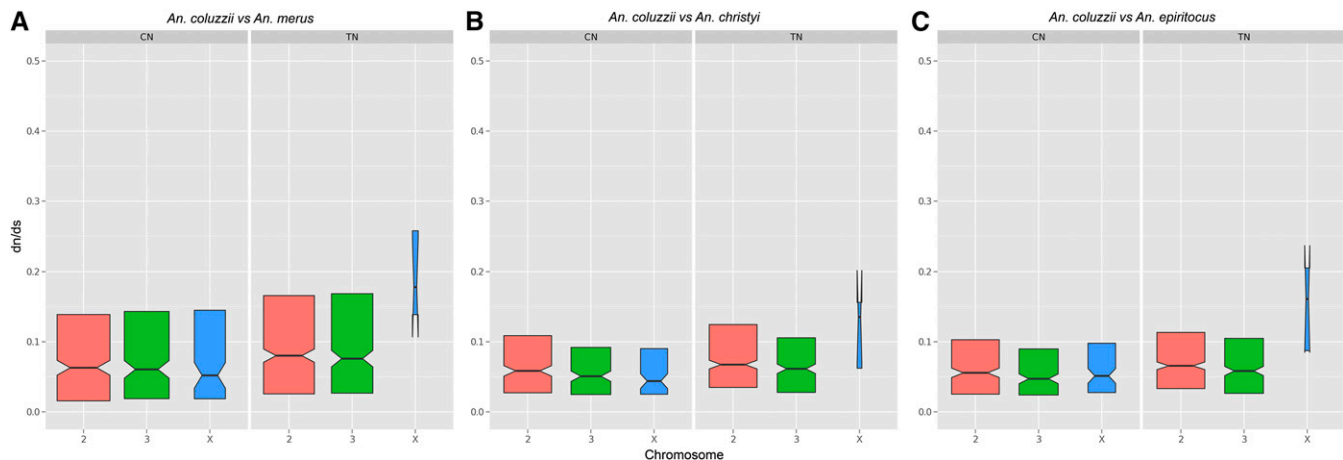 A
An. coluzzii vs An. merus
B
An. coluzzii vs An. christyi
C
An. coluzzii vs An. epiritocus
CN
TN
CN
TN
CN
TN
0.5
0.4
0.3
0.2
0.1
0.0
0.5
0.4
0.3
0.2
0.1
0.0
0.5
0.4
0.3
0.2
0.1
0.0
dn/ds
2 3 X 2 3 X
2 3 X 2 3 X
2 3 X 2 3 X
Chromosome